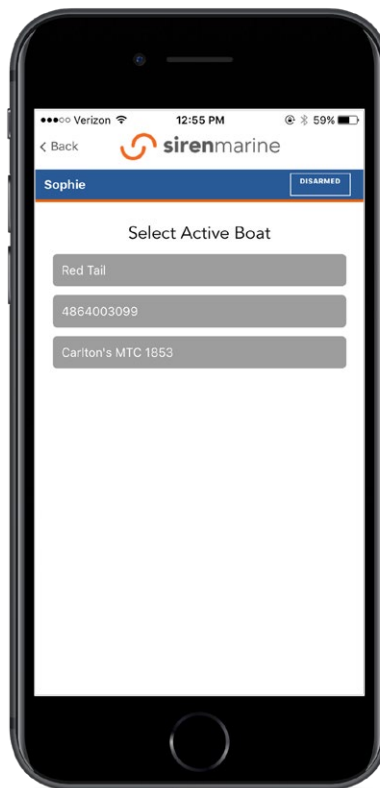 Verizon 12:55 PM 59%
Back sirenmarine
Sophie DISARMED
Select Active Boat
Red Tail
4864003099
Carlton's MTC 1853